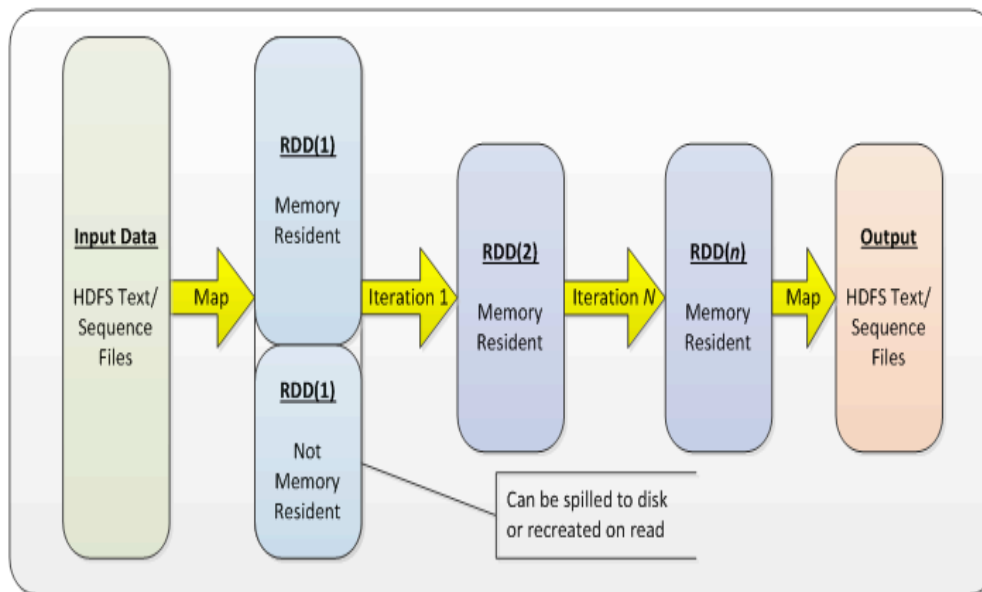 Input Data
HDFS Text/
Sequence
Files
Map
RDD(1)
Memory
Resident
RDD(1)
Not
Memory
Resident
Iteration 1
RDD(2)
Memory
Resident
Iteration N
RDD(n)
Memory
Resident
Map
Output
HDFS Text/
Sequence
Files
Can be spilled to disk
or recreated on read